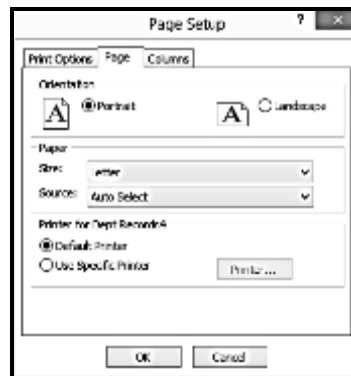 Page Setup ?
Print Options Page Columns
Orientation
A Portrait A Landscape
Paper
Size: Letter
Source: Auto Select
Printer for Dept Records4
Default Printer
Use Specific Printer Printer...
OK Cancel